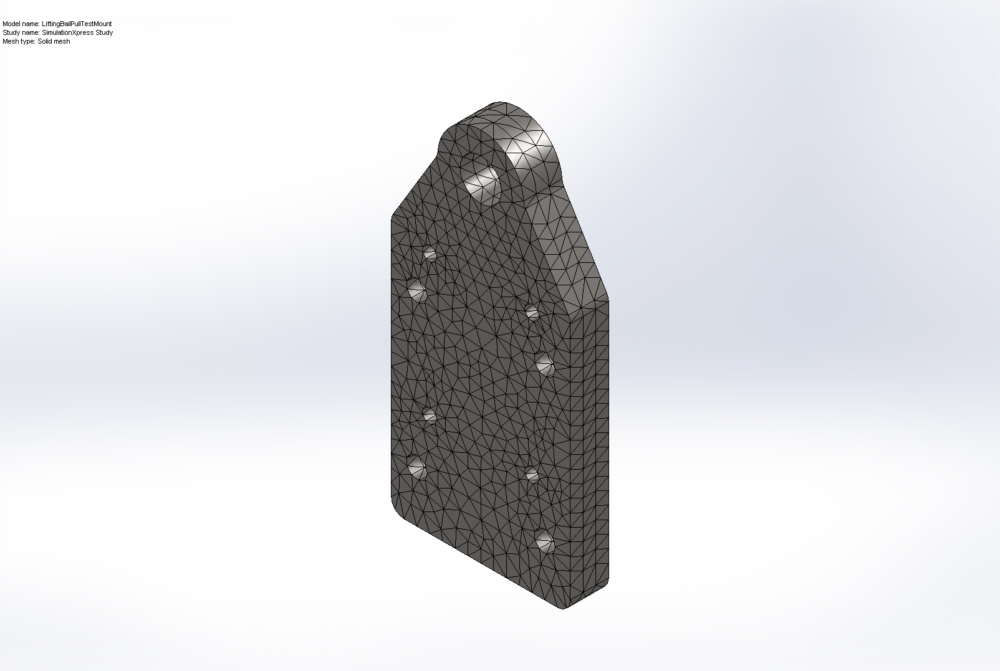 Model name: LiftingBailPullTestMount
Study name: SimulationXpress Study
Mesh type: Solid mesh